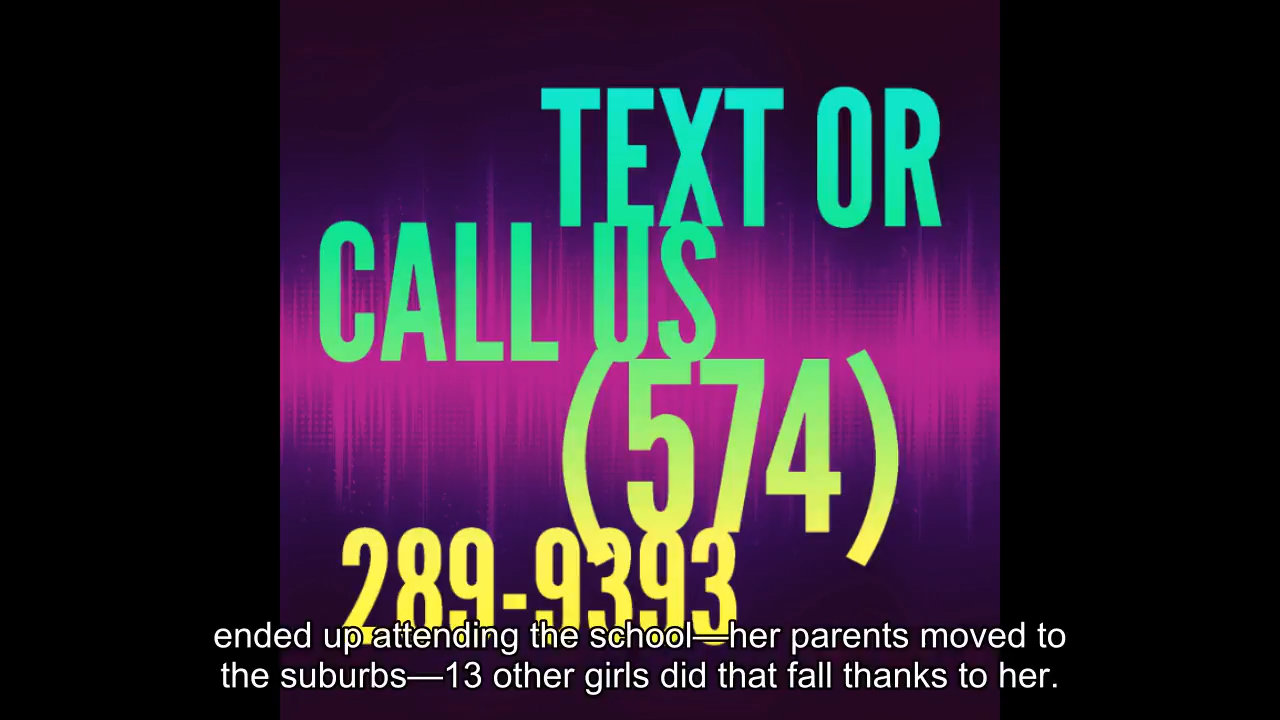 TEXT OR
CALL US
(574)
289-9393
ended up attending the school—her parents moved to
the suburbs—13 other girls did that fall thanks to her.